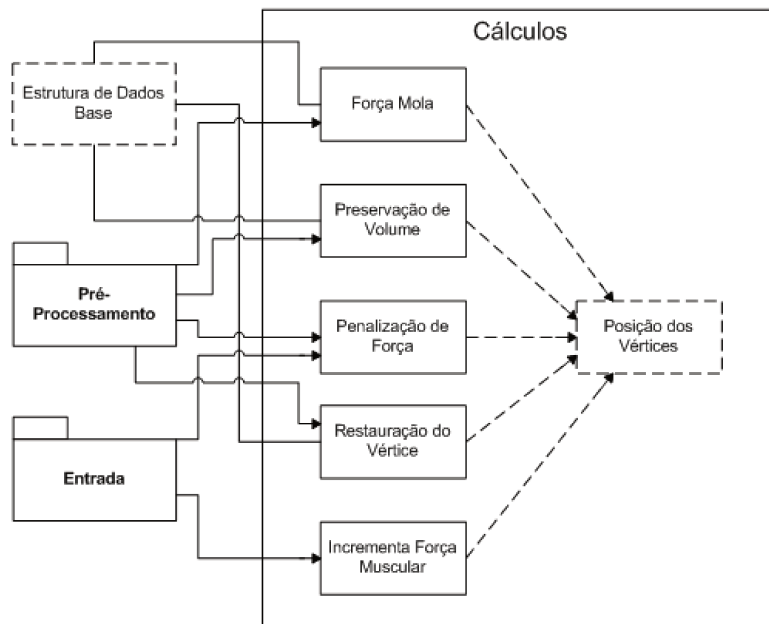 Cálculos
Estrutura de Dados
Base
Força Mola
Preservação de
Volume
Pré-
Processamento
Penalização de
Força
Posição dos
Vértices
Restauração do
Vértice
Entrada
Incrementa Força
Muscular